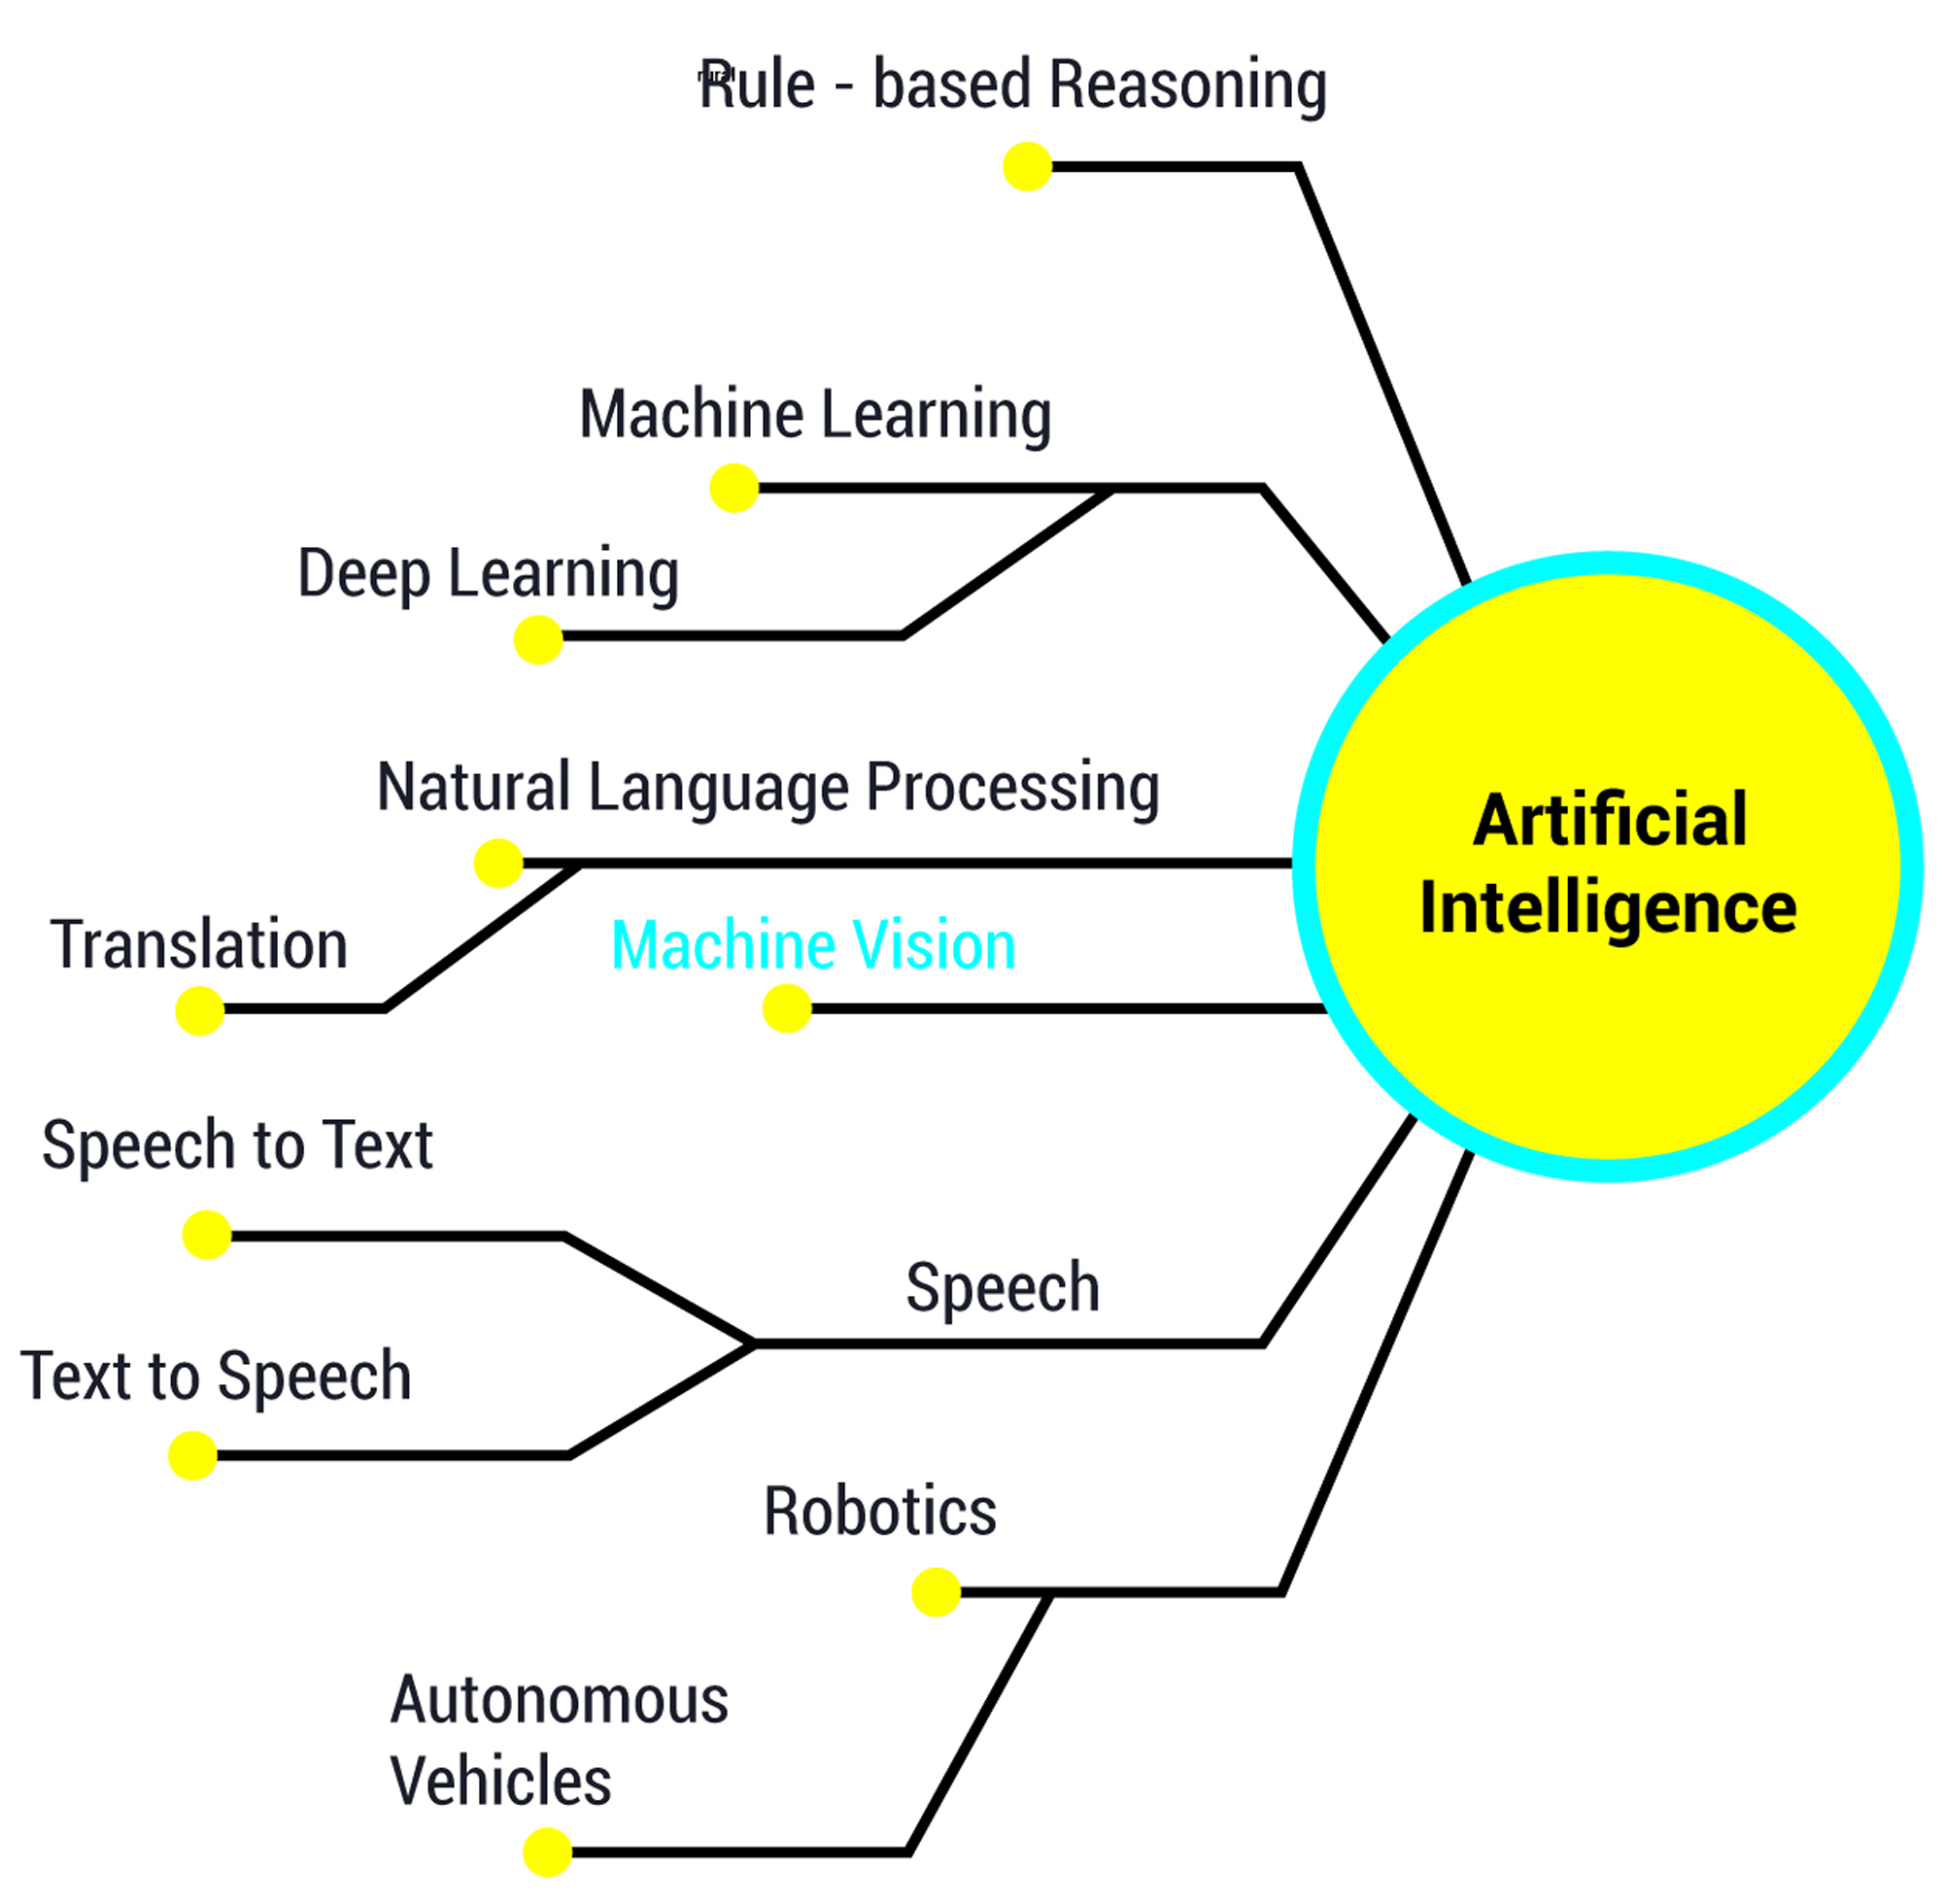 Rule - based Reasoning
rural
Machine Learning
Deep Learning
Natural Language Processing
Translation
Machine Vision
Artificial
Intelligence
Speech to Text
Speech
Text to Speech
Robotics
Autonomous
Vehicles